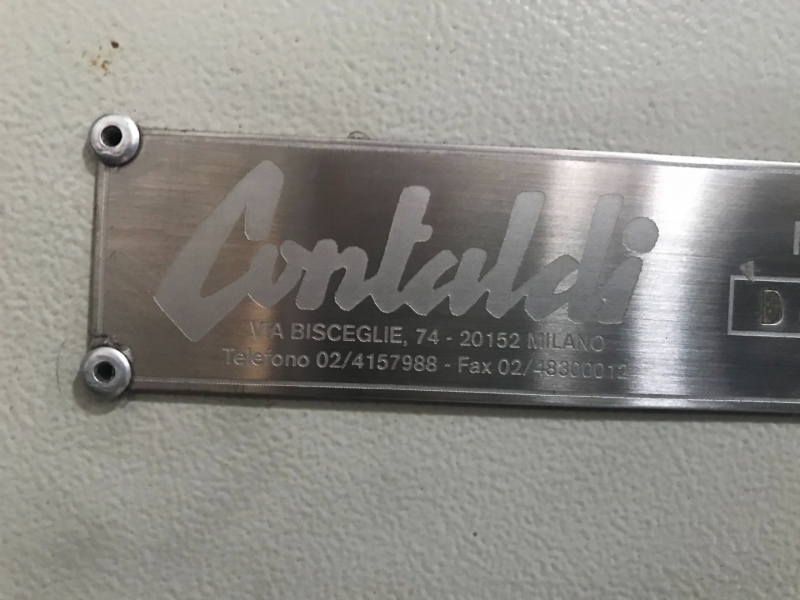 Contaldi
VIA BISCEGLIE, 74 - 20152 MILANO
Telefono 02/4157988 - Fax 02/48300012
D